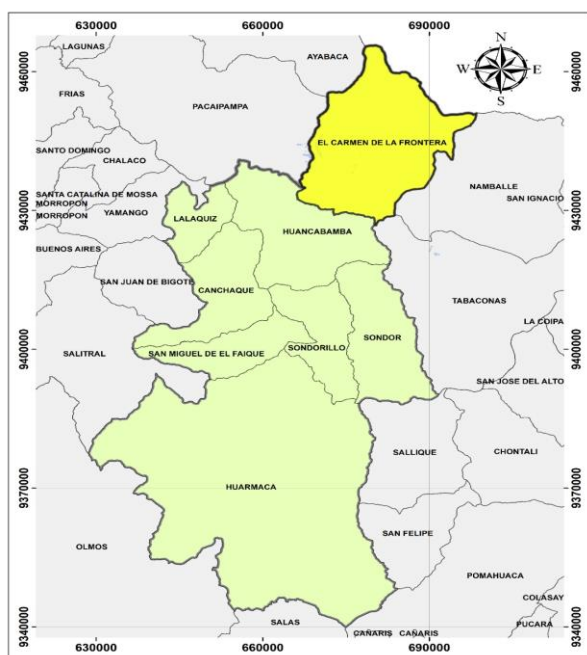 630000 660000 690000
LAGUNAS
AYABACA
N
W E
S
9460000 9460000
FRIAS
PACAIPAMPA
SANTO DOMINGO
CHALACO
EL CARMEN DE LA FRONTERA
SANTA CATALINA DE MOSSA
MORROPON
MORROPON
YAMANGO
LALAQUIZ
NAMBALLE
SAN IGNACIO
9430000 9430000
HUANCABAMBA
BUENOS AIRES
SAN JUAN DE BIGOTE
CANCHAQUE
TABACONAS
LA COIPA
SALITRAL
SAN MIGUEL DE EL FAIQUE
SONDORILLO
SONDOR
9400000 9400000
SAN JOSE DEL ALTO
SALLIQUE
CHONTALI
9370000 9370000
HUARMACA
SAN FELIPE
OLMOS
POMAHUACA
COLASAY
PUCARA
SALAS
CAÑARIS CAÑARIS
9340000 9340000
630000 660000 690000